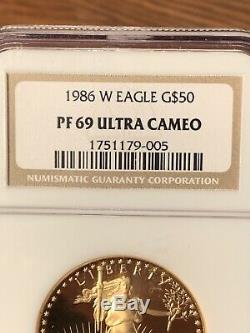 1986 W EAGLE G$50
PF 69 ULTRA CAMEO
1751179-005
NUMISMATIC GUARANTY CORPORATION
LIBERTY